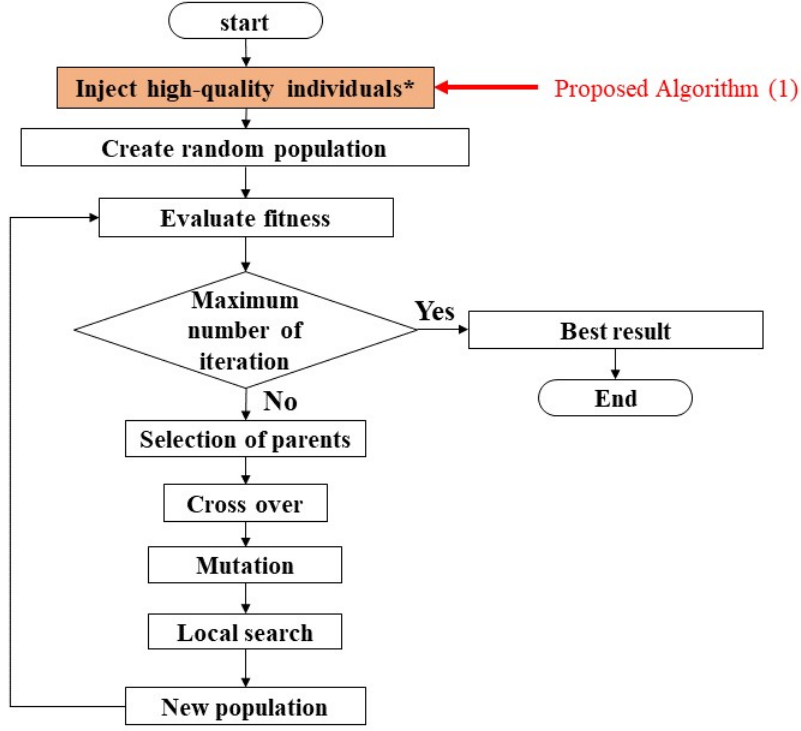 start
Inject high-quality individuals*
Proposed Algorithm (1)
Create random population
Evaluate fitness
Maximum
number of
iteration
Yes
Best result
End
No
Selection of parents
Cross over
Mutation
Local search
New population